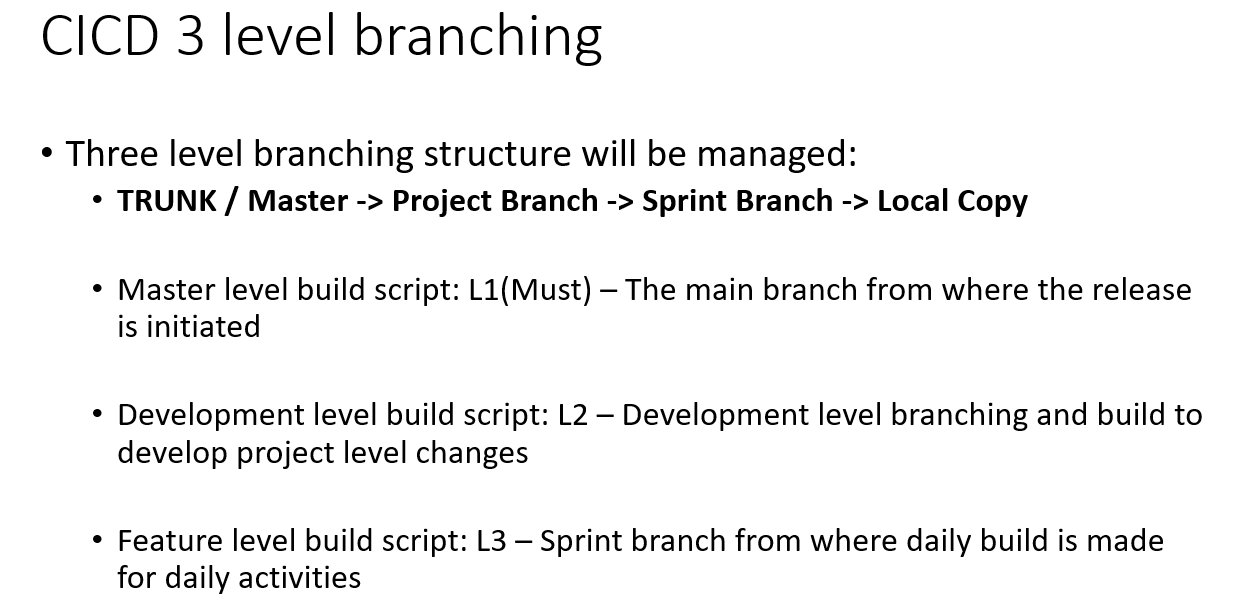 CICD 3 level branching
• Three level branching structure will be managed:
• TRUNK / Master -> Project Branch -> Sprint Branch -> Local Copy
• Master level build script: L1(Must) – The main branch from where the release
is initiated
• Development level build script: L2 – Development level branching and build to
develop project level changes
• Feature level build script: L3 – Sprint branch from where daily build is made
for daily activities